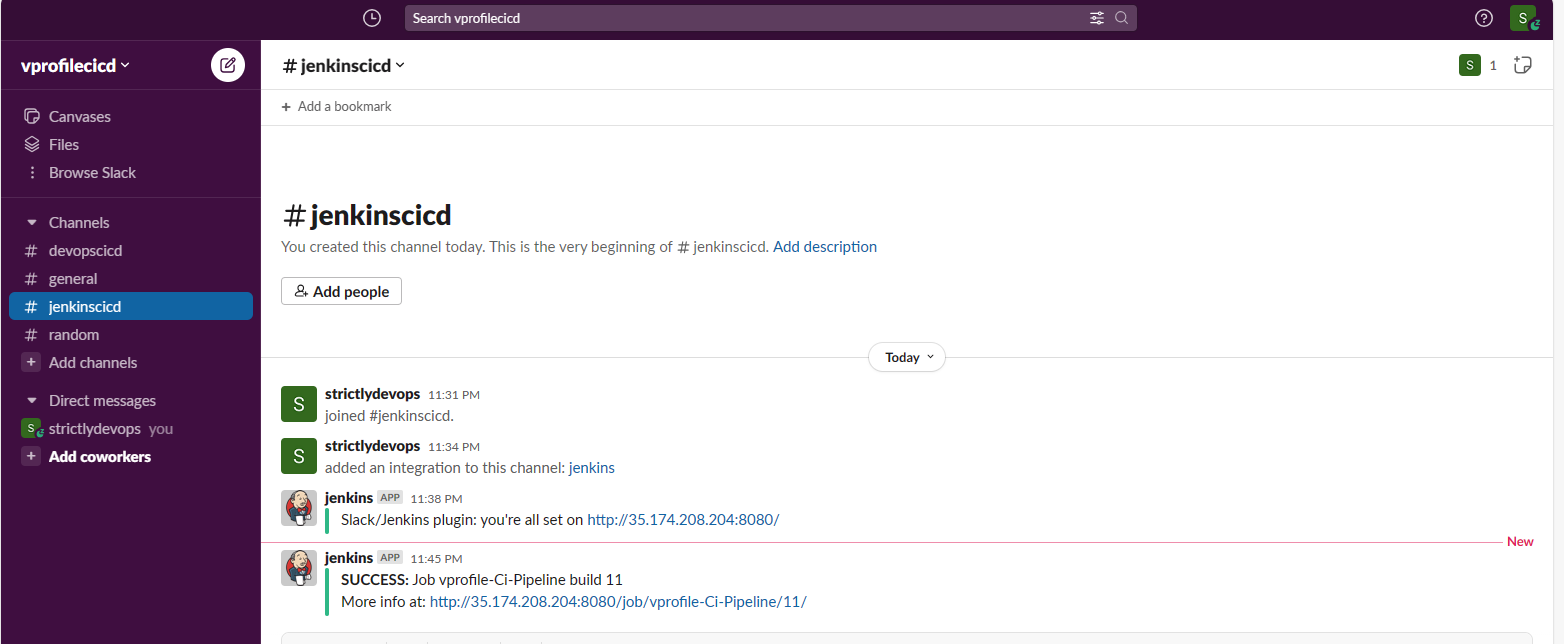 Search vprofilecicd
S
vprofilecicd
# jenkinscicd
S 1
+ Add a bookmark
Canvases
Files
Browse Slack
Channels
# devopscicd
# general
# jenkinscicd
# random
+ Add channels
Direct messages
S strictlydevops you
+ Add coworkers
# jenkinscicd
You created this channel today. This is the very beginning of # jenkinscicd. Add description
Add people
Today
S
strictlydevops 11:31 PM
joined #jenkinscicd.
S
strictlydevops 11:34 PM
added an integration to this channel: jenkins
jenkins APP 11:38 PM
Slack/Jenkins plugin: you're all set on http://35.174.208.204:8080/
New
jenkins APP 11:45 PM
SUCCESS: Job vprofile-Ci-Pipeline build 11
More info at: http://35.174.208.204:8080/job/vprofile-Ci-Pipeline/11/